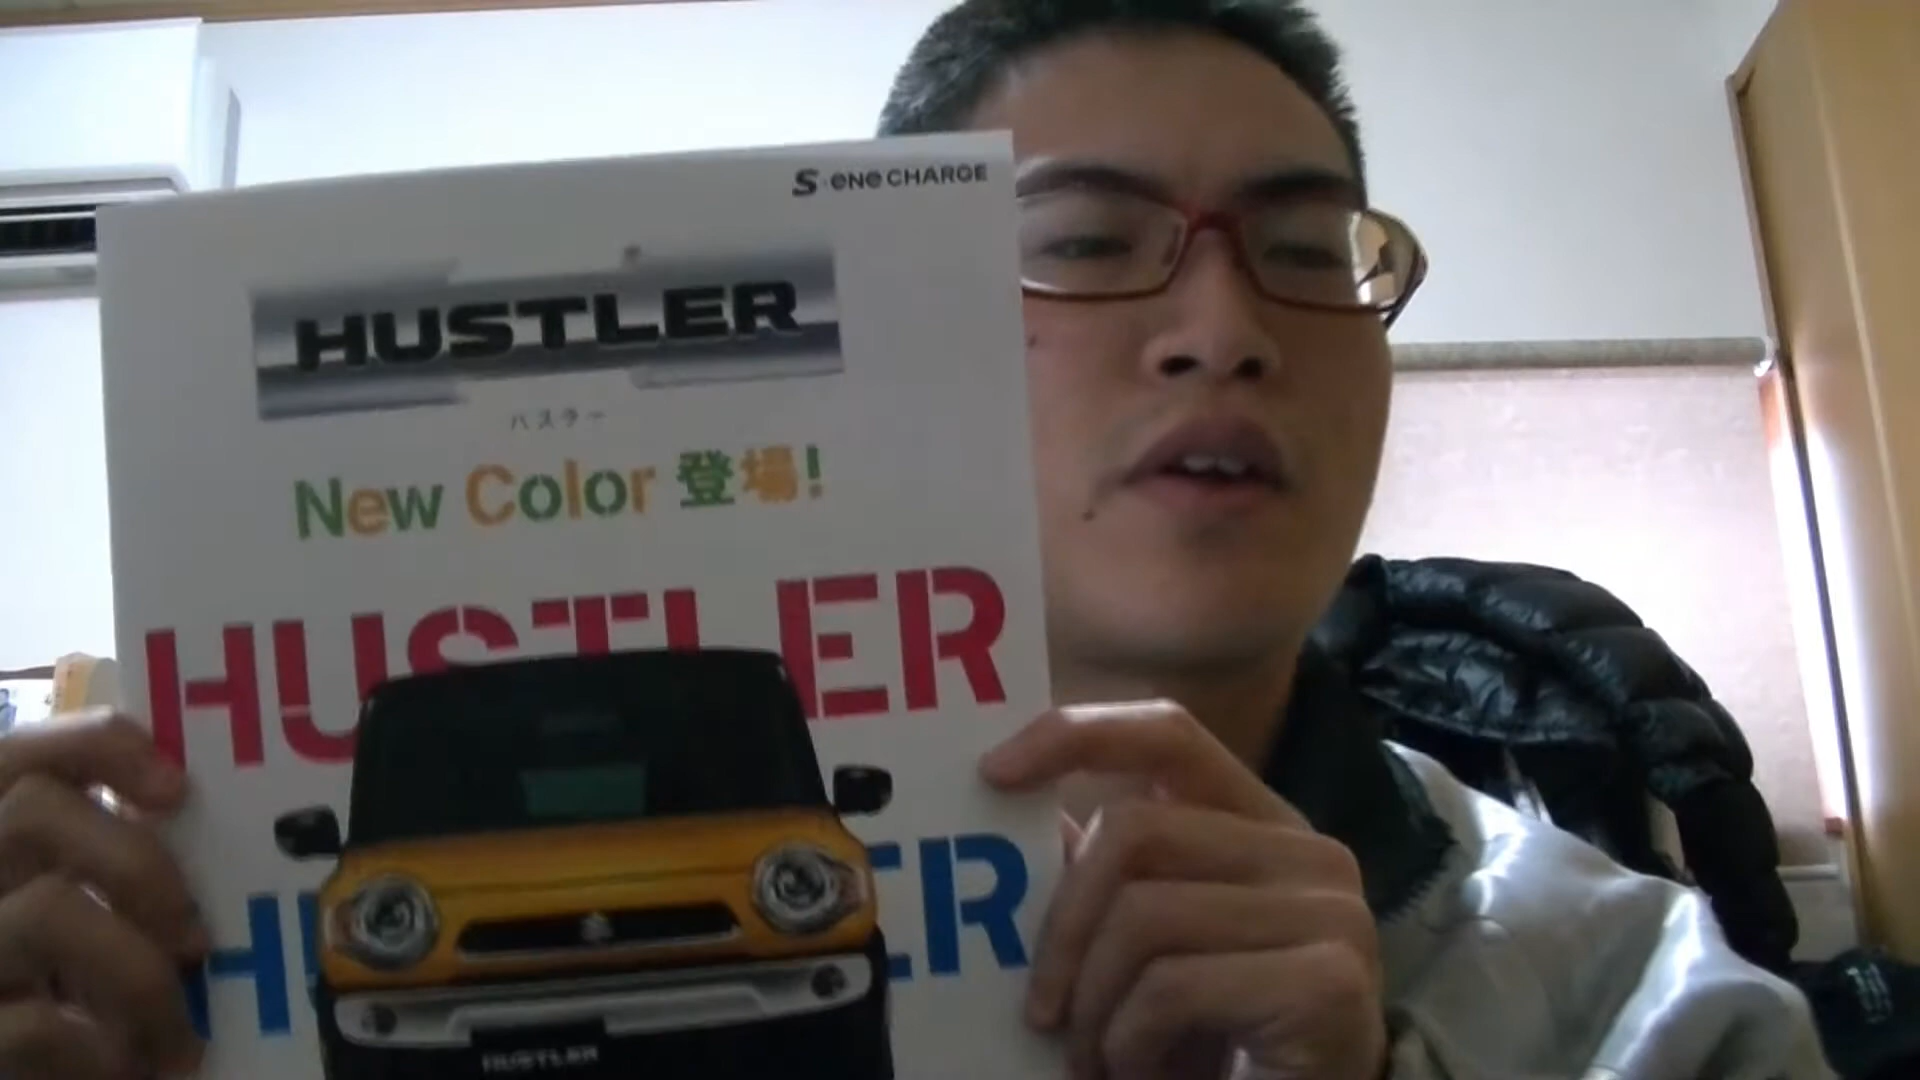 S-ENE CHARGE
HUSTLER
ハスラー
New Color 登場!
HUSTLER
HUSTLER